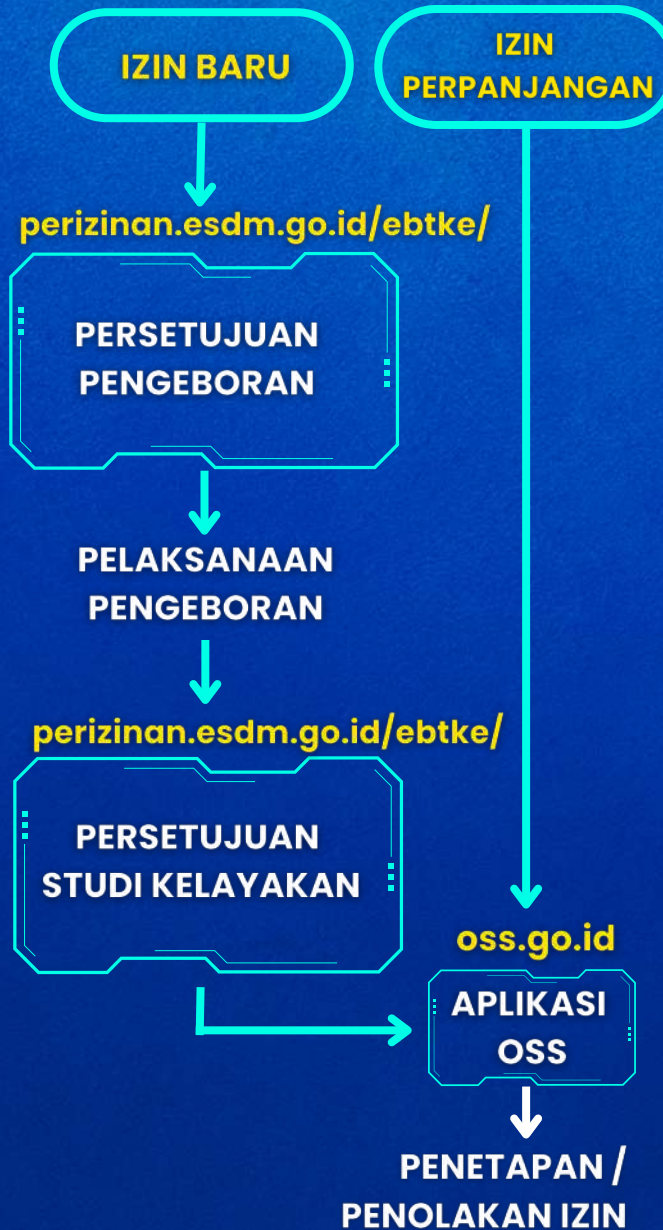 IZIN BARU
IZIN
PERPANJANGAN
perizinan.esdm.go.id/ebtke/
PERSETUJUAN
PENGEBORAN
PELAKSANAAN
PENGEBORAN
perizinan.esdm.go.id/ebtke/
PERSETUJUAN
STUDI KELAYAKAN
oss.go.id
APLIKASI
OSS
PENETAPAN /
PENOLAKAN IZIN